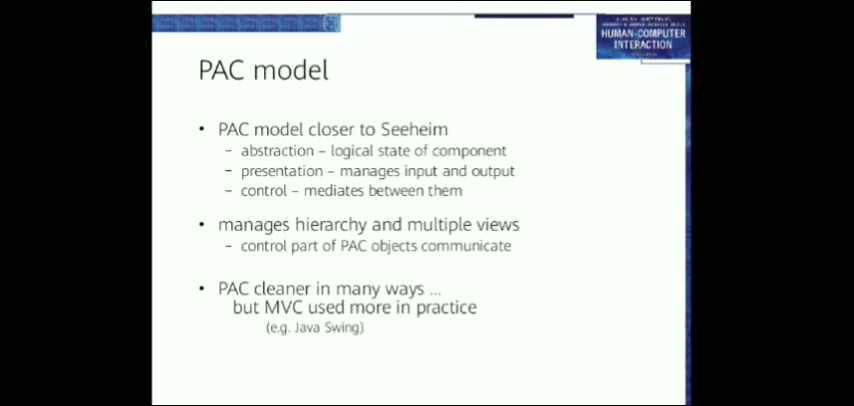 HUMAN-COMPUTER
INTERACTION
PAC model
• PAC model closer to Seeheim
– abstraction – logical state of component
– presentation – manages input and output
– control – mediates between them
• manages hierarchy and multiple views
– control part of PAC objects communicate
• PAC cleaner in many ways ...
but MVC used more in practice
(e.g. Java Swing)